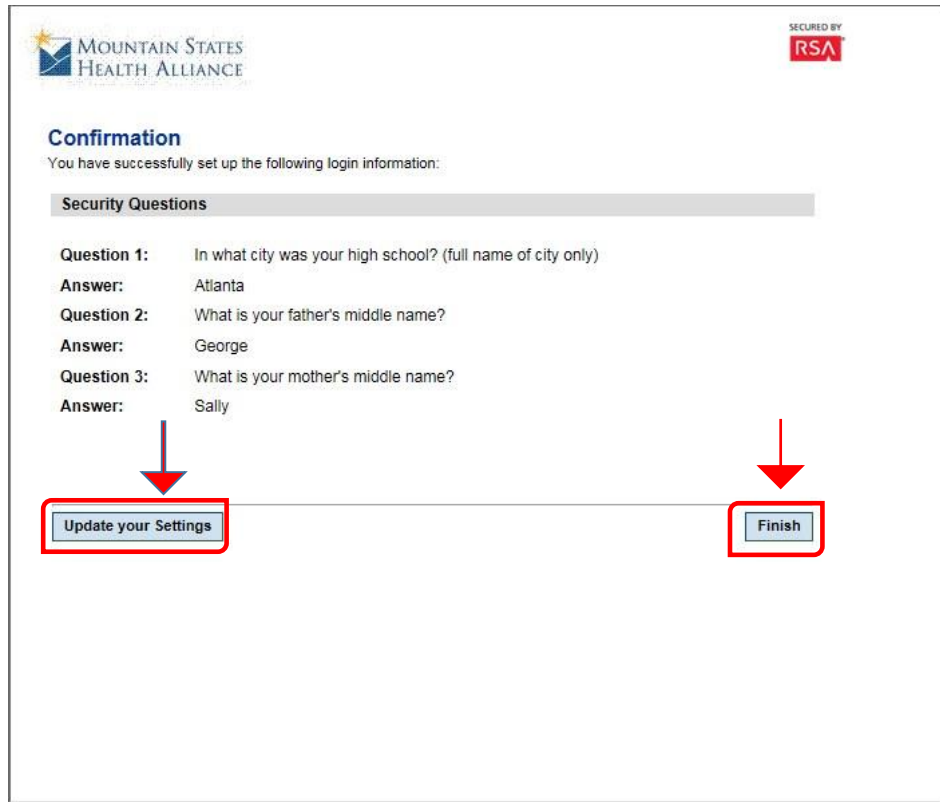 MOUNTAIN STATES
HEALTH ALLIANCE
SECURED BY
RSA
Confirmation
You have successfully set up the following login information:
Security Questions
Question 1: In what city was your high school? (full name of city only)
Answer: Atlanta
Question 2: What is your father's middle name?
Answer: George
Question 3: What is your mother's middle name?
Answer: Sally
Update your Settings Finish